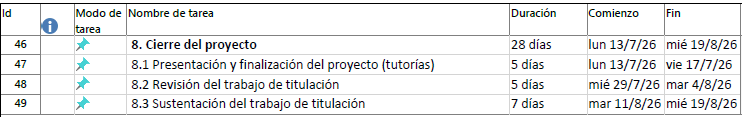 Id Modo de tarea Nombre de tarea Duración Comienzo Fin
46 8. Cierre del proyecto 28 días lun 13/7/26 mié 19/8/26
47 8.1 Presentación y finalización del proyecto (tutorías) 5 días lun 13/7/26 vie 17/7/26
48 8.2 Revisión del trabajo de titulación 5 días mié 29/7/26 mar 4/8/26
49 8.3 Sustentación del trabajo de titulación 7 días mar 11/8/26 mié 19/8/26